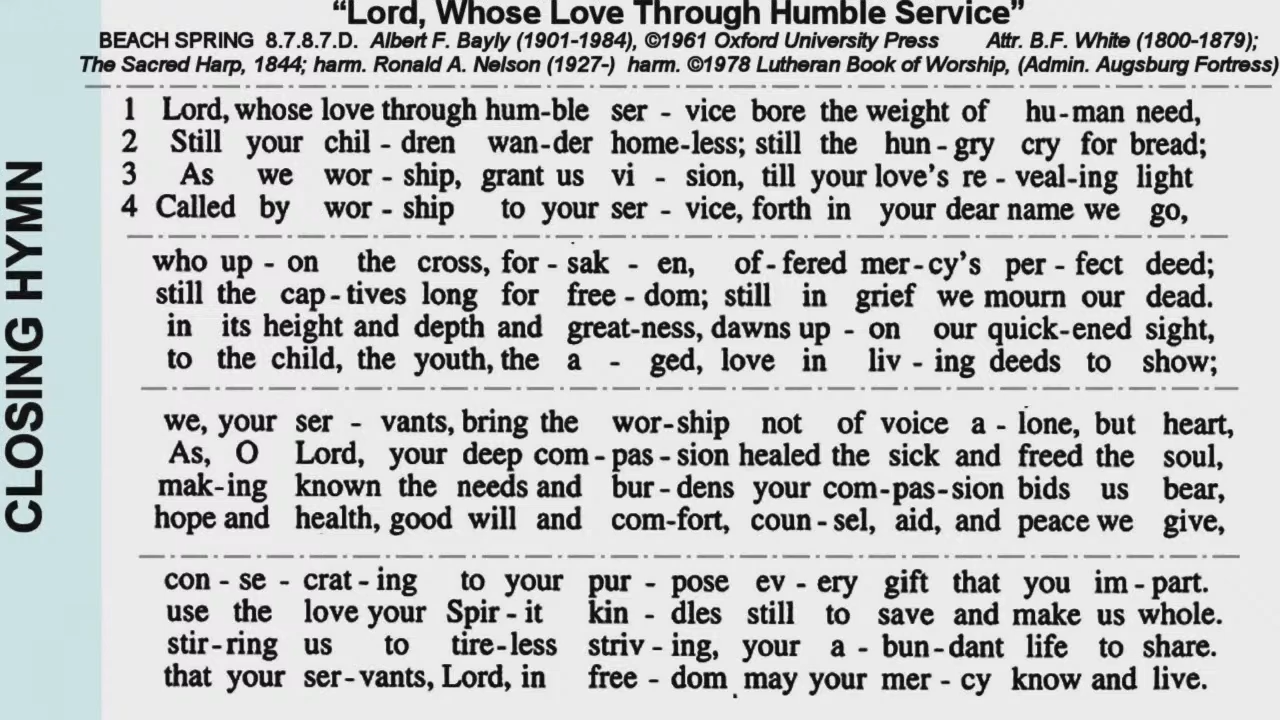 “Lord, Whose Love Through Humble Service”
BEACH SPRING 8.7.8.7.D. Albert F. Bayly (1901-1984), ©1961 Oxford University Press Attr. B.F. White (1800-1879);
The Sacred Harp, 1844; harm. Ronald A. Nelson (1927-) harm. ©1978 Lutheran Book of Worship, (Admin. Augsburg Fortress)
CLOSING HYMN
1 Lord, whose love through hum-ble ser - vice bore the weight of hu-man need,
2 Still your chil - dren wan-der home-less; still the hun-gry cry for bread;
3 As we wor - ship, grant us vi - sion, till your love’s re - veal-ing light
4 Called by wor - ship to your ser - vice, forth in your dear name we go,
who up - on the cross, for - sak - en, of-fered mer-cy’s per - fect deed;
still the cap-tives long for free - dom; still in grief we mourn our dead.
in its height and depth and great-ness, dawns up - on our quick-ened sight,
to the child, the youth, the a - ged, love in liv - ing deeds to show;
we, your ser - vants, bring the wor-ship not of voice a - lone, but heart,
As, O Lord, your deep com-pas-sion healed the sick and freed the soul,
mak-ing known the needs and bur-dens your com-pas-sion bids us bear,
hope and health, good will and com-fort, coun-sel, aid, and peace we give,
con - se - crat - ing to your pur - pose ev - ery gift that you im-part.
use the love your Spir - it kin - dles still to save and make us whole.
stir-ring us to tire-less striv - ing, your a - bun-dant life to share.
that your ser-vants, Lord, in free - dom may your mer - cy know and live.